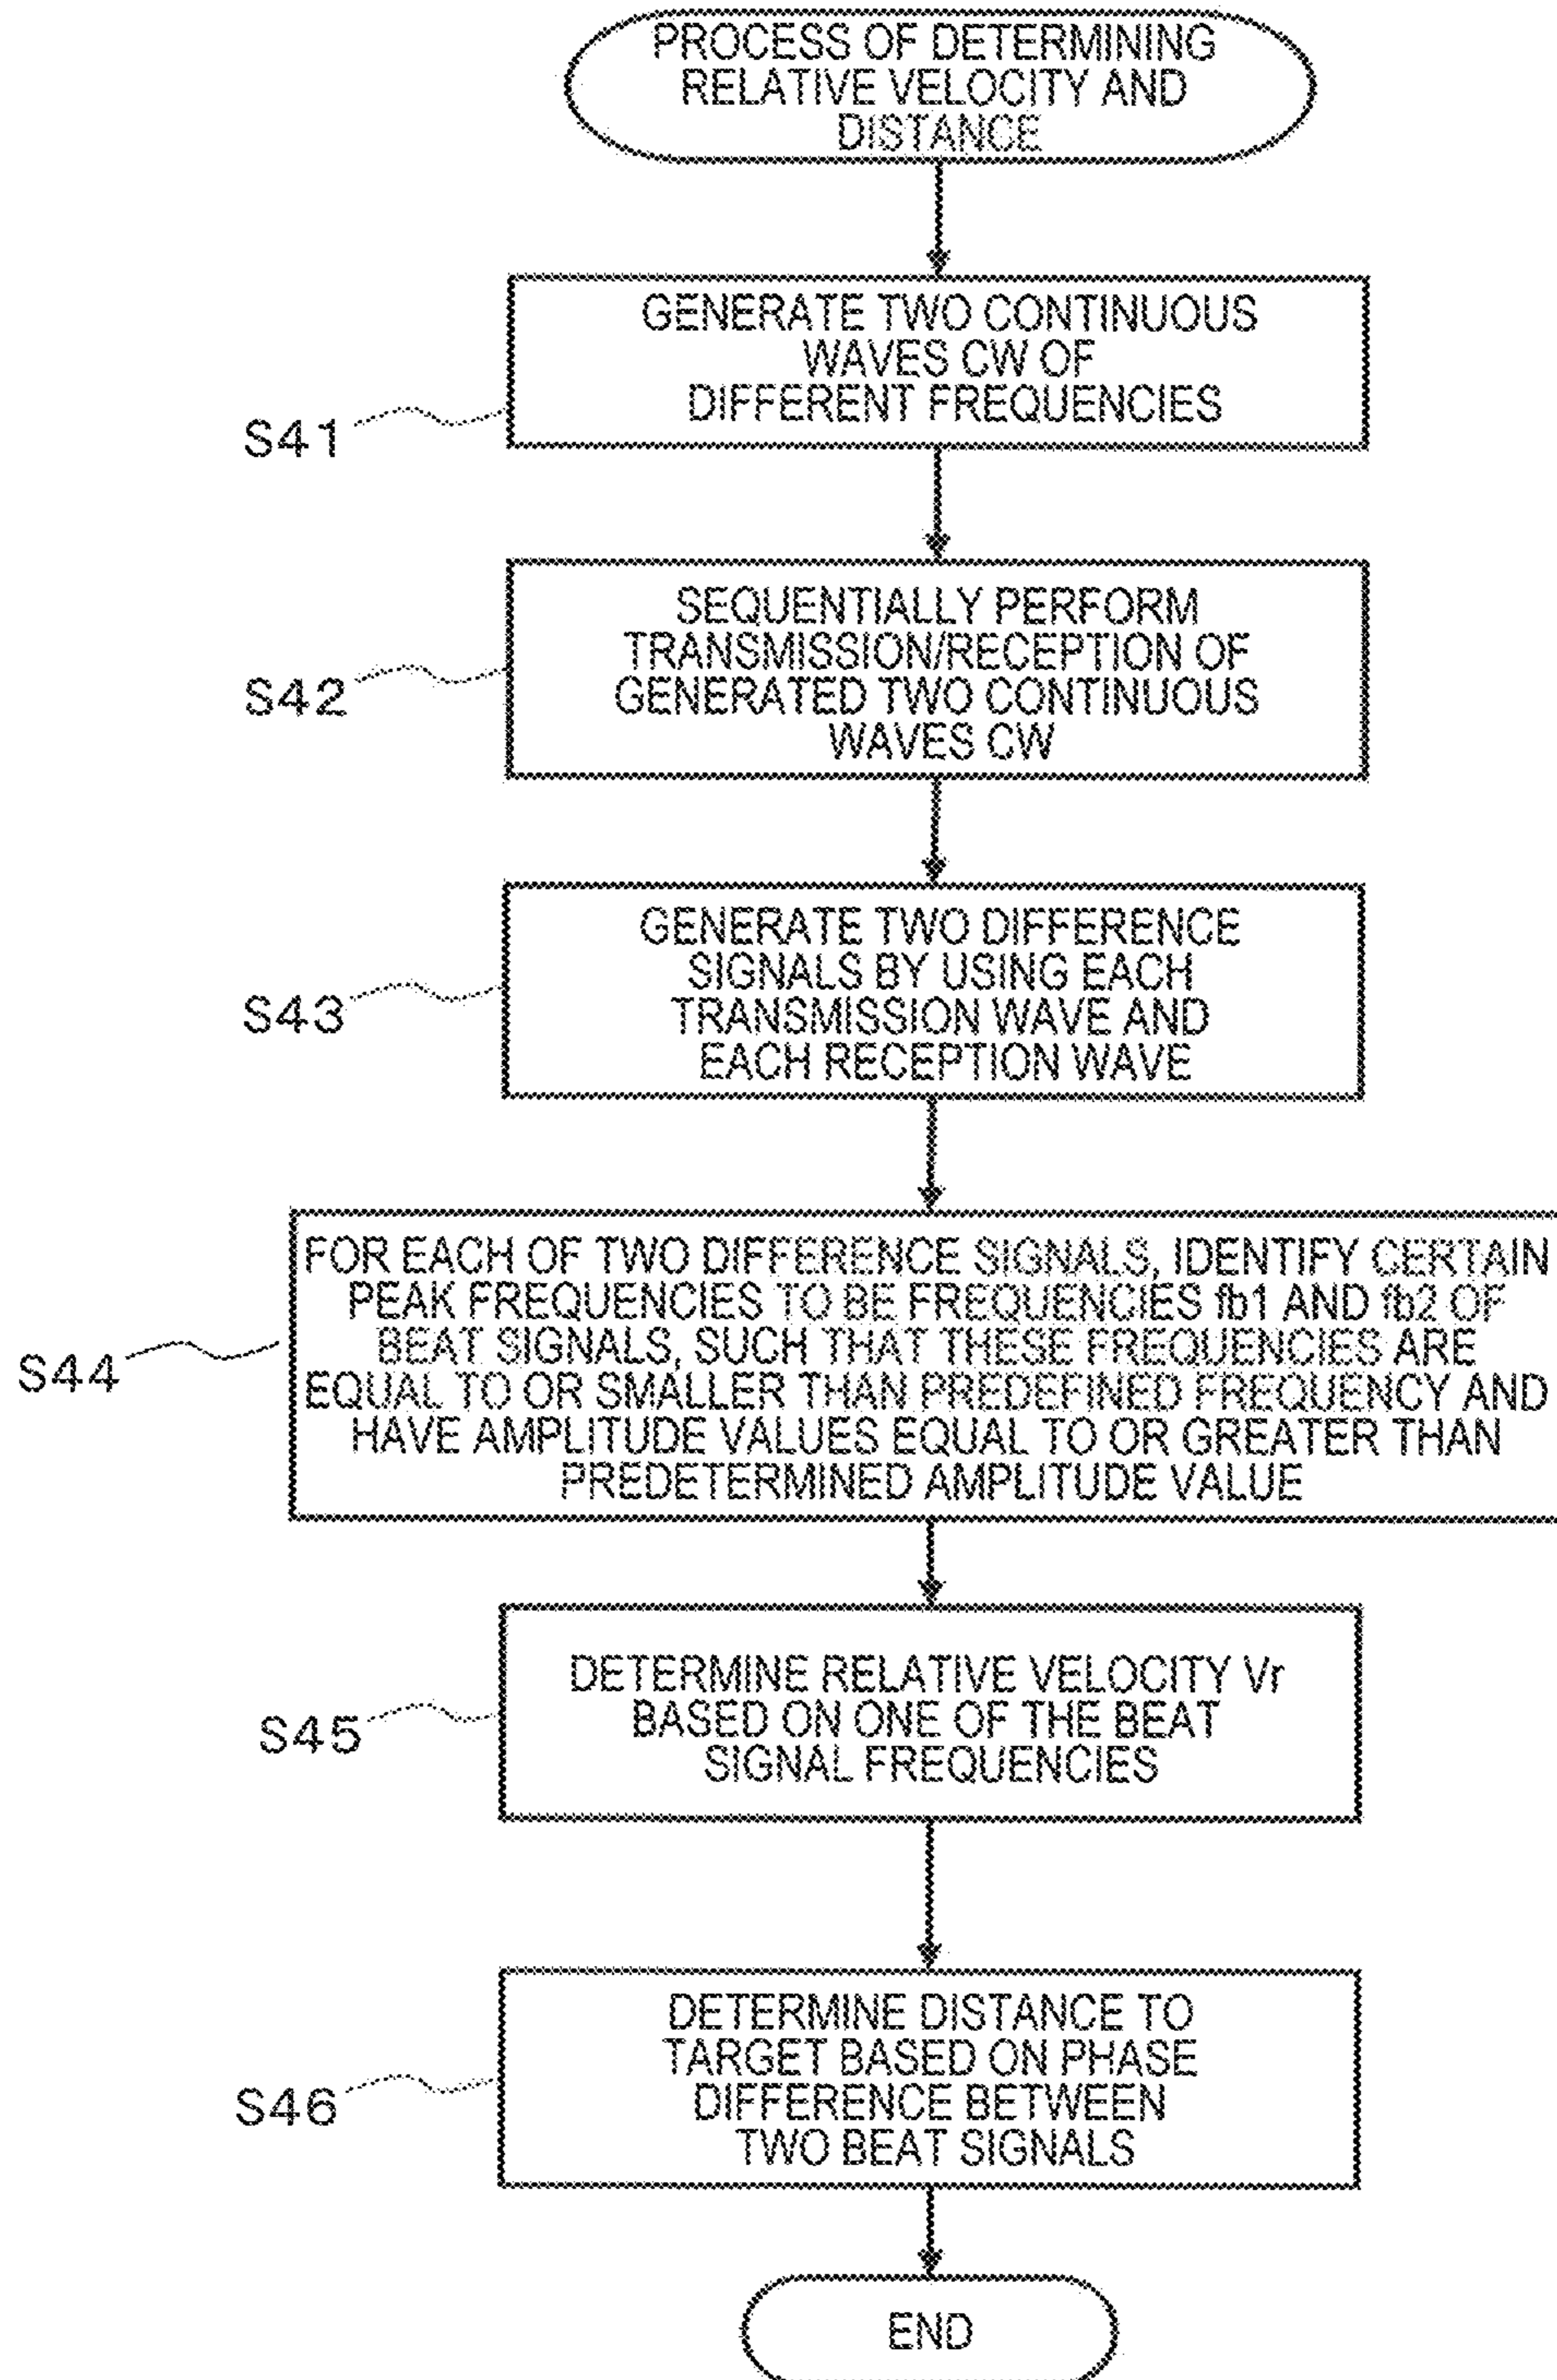 PROCESS OF DETERMINING
RELATIVE VELOCITY AND
DISTANCE
GENERATE TWO CONTINUOUS
WAVES CW OF
DIFFERENT FREQUENCIES
S41
SEQUENTIALLY PERFORM
TRANSMISSION/RECEPTION OF
GENERATED TWO CONTINUOUS
WAVES CW
S42
GENERATE TWO DIFFERENCE
SIGNALS BY USING EACH
TRANSMISSION WAVE AND
EACH RECEPTION WAVE
S43
FOR EACH OF TWO DIFFERENCE SIGNALS, IDENTIFY CERTAIN
PEAK FREQUENCIES TO BE FREQUENCIES fb1 AND fb2 OF
BEAT SIGNALS, SUCH THAT THESE FREQUENCIES ARE
EQUAL TO OR SMALLER THAN PREDEFINED FREQUENCY AND
HAVE AMPLITUDE VALUES EQUAL TO OR GREATER THAN
PREDETERMINED AMPLITUDE VALUE
S44
DETERMINE RELATIVE VELOCITY Vr
BASED ON ONE OF THE BEAT
SIGNAL FREQUENCIES
S45
DETERMINE DISTANCE TO
TARGET BASED ON PHASE
DIFFERENCE BETWEEN
TWO BEAT SIGNALS
S46
END